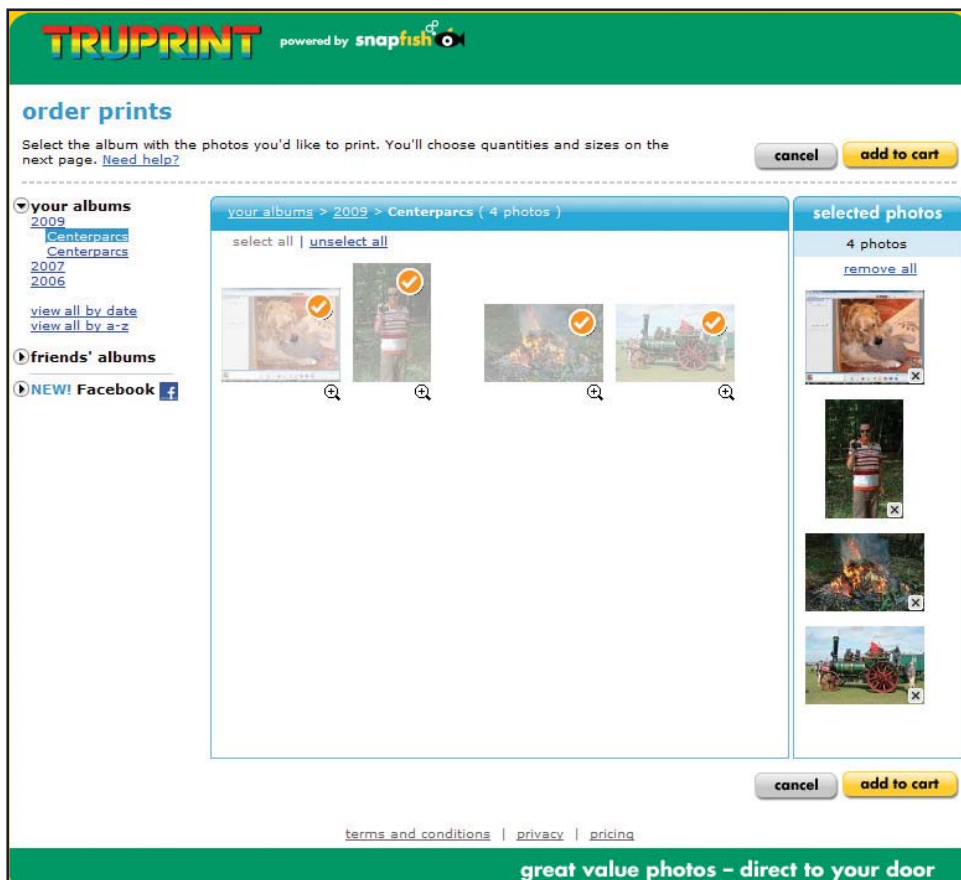 TRUPRINT powered by snapfish
order prints
Select the album with the photos you'd like to print. You'll choose quantities and sizes on the
next page. Need help?
cancel
add to cart
your albums
2009
Centerparcs
Centerparcs
2007
2006
view all by date
view all by a-z
friends' albums
NEW! Facebook
your albums > 2009 > Centerparcs ( 4 photos )
select all | unselect all
selected photos
4 photos
remove all
cancel
add to cart
terms and conditions | privacy | pricing
great value photos – direct to your door